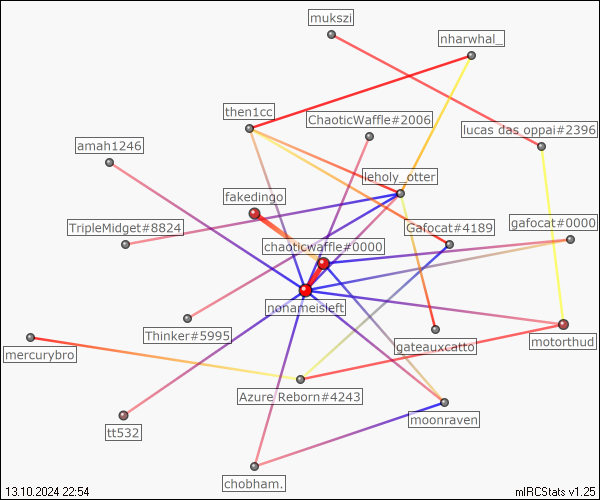 mukszi
nharwhal_
then1cc
ChaoticWaffle#2006
lucas das oppai#2396
amah1246
leholy_otter
fakedingo
TripleMidget#8824
Gafocat#4189
gafocat#0000
chaoticwaffle#0000
nonameisleft
Thinker#5995
gateauxcatto
motorthud
mercurybro
Azure Reborn#4243
moonraven
tt532
chobham.
13.10.2024 22:54
mIRCStats v1.25